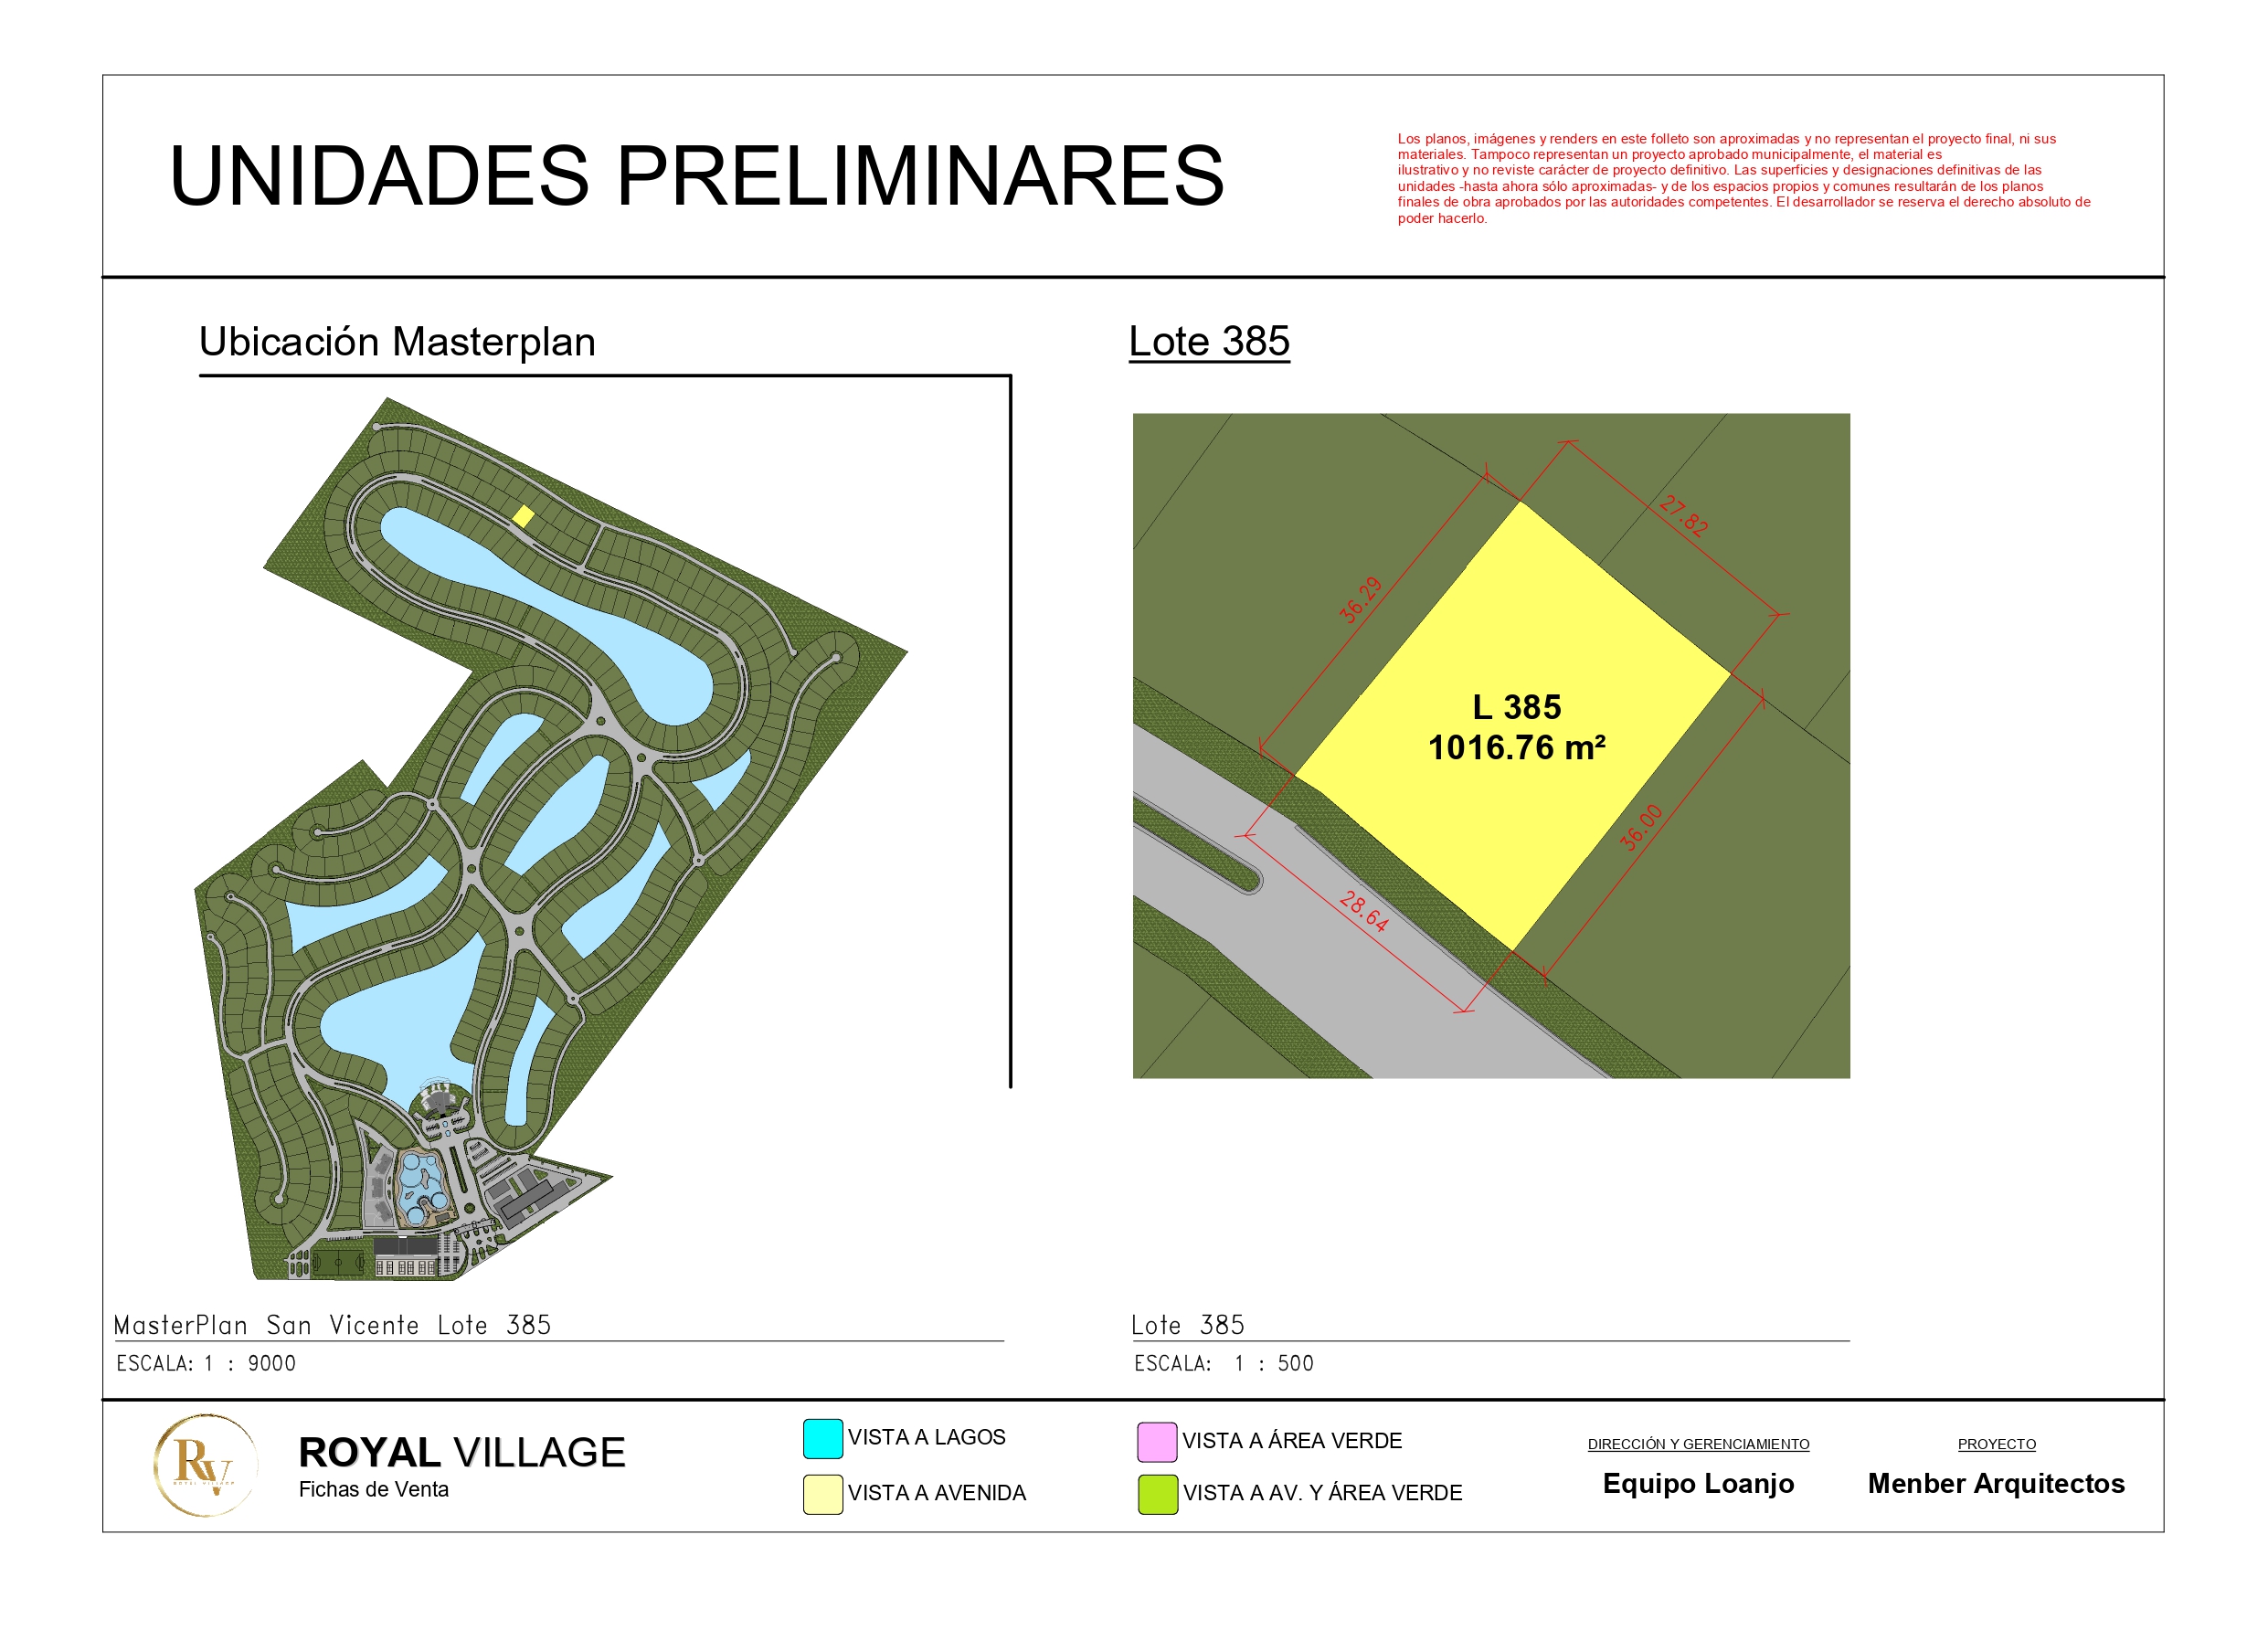 UNIDADES PRELIMINARES
Los planos, imágenes y renders en este folleto son aproximadas y no representan el proyecto final, ni sus
materiales. Tampoco representan un proyecto aprobado municipalmente, el material es
ilustrativo y no reviste carácter de proyecto definitivo. Las superficies y designaciones definitivas de las
unidades -hasta ahora sólo aproximadas- y de los espacios propios y comunes resultarán de los planos
finales de obra aprobados por las autoridades competentes. El desarrollador se reserva el derecho absoluto de
poder hacerlo.
Ubicación Masterplan
Lote 385
27.82
36.29
L 385
1016.76 m²
36.00
28.64
MasterPlan San Vicente Lote 385
ESCALA: 1 : 9000
Lote 385
ESCALA: 1 : 500
RV
ROYAL VILLAGE
ROYAL VILLAGE
Fichas de Venta
VISTA A LAGOS
VISTA A AVENIDA
VISTA A ÁREA VERDE
VISTA A AV. Y ÁREA VERDE
DIRECCIÓN Y GERENCIAMIENTO
Equipo Loanjo
PROYECTO
Menber Arquitectos